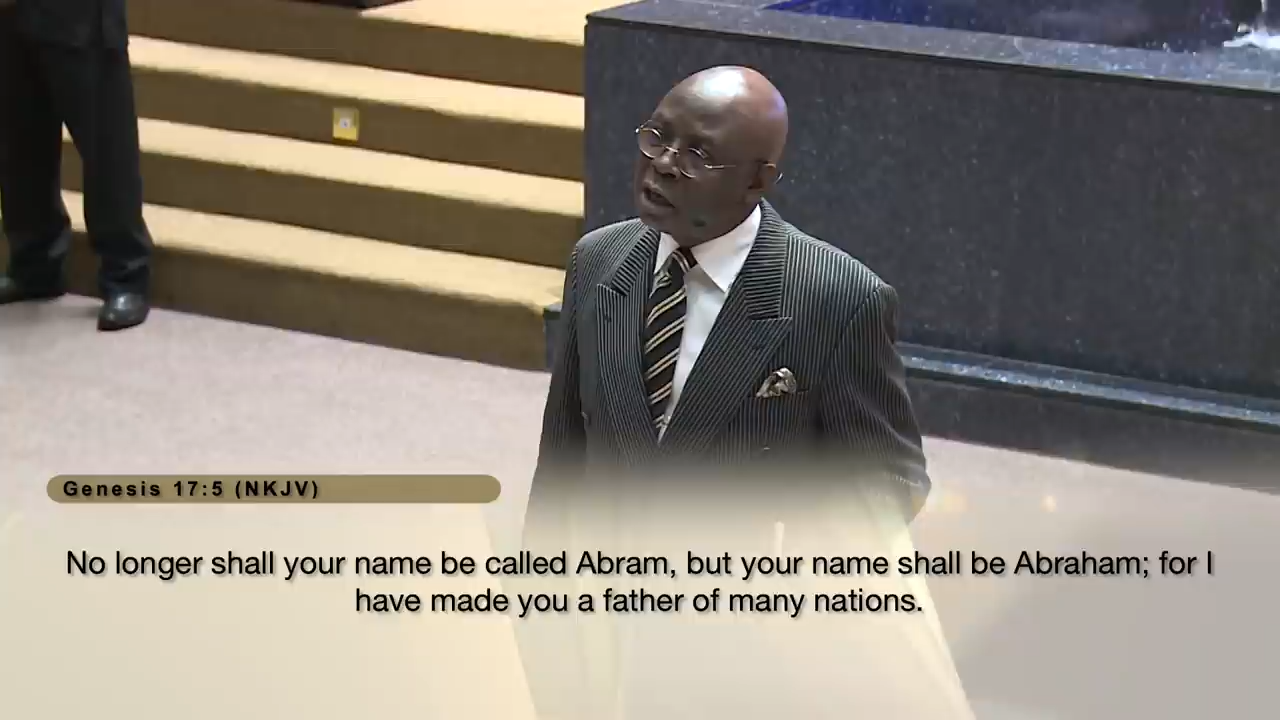 Genesis 17:5 (NKJV)
No longer shall your name be called Abram, but your name shall be Abraham; for I
have made you a father of many nations.